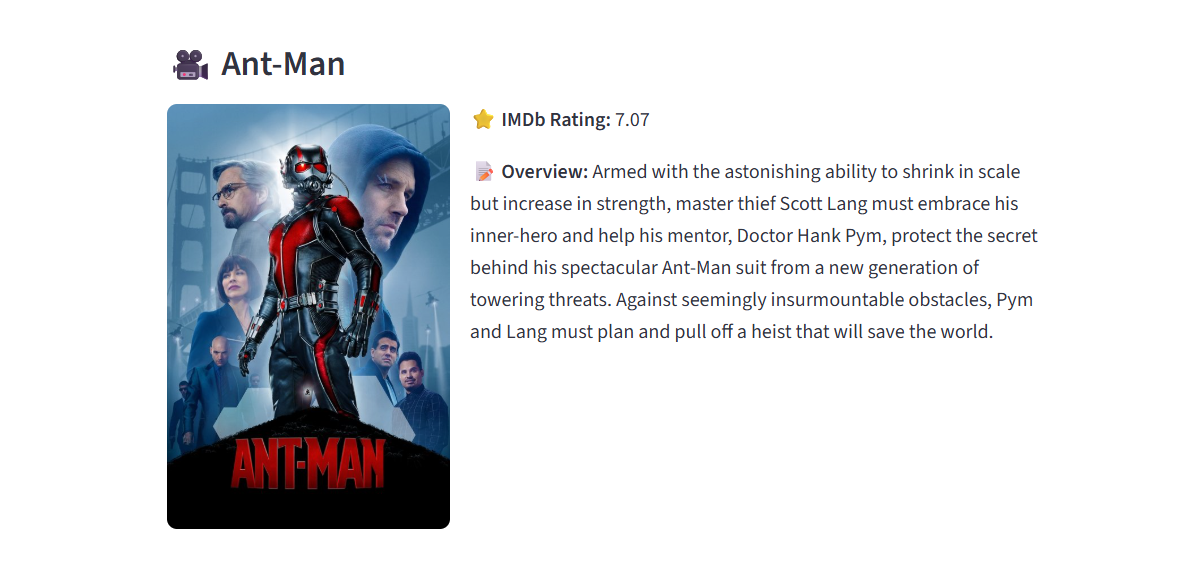 Ant-Man
IMDb Rating: 7.07
Overview: Armed with the astonishing ability to shrink in scale
but increase in strength, master thief Scott Lang must embrace his
inner-hero and help his mentor, Doctor Hank Pym, protect the secret
behind his spectacular Ant-Man suit from a new generation of
towering threats. Against seemingly insurmountable obstacles, Pym
and Lang must plan and pull off a heist that will save the world.
ANT-MAN